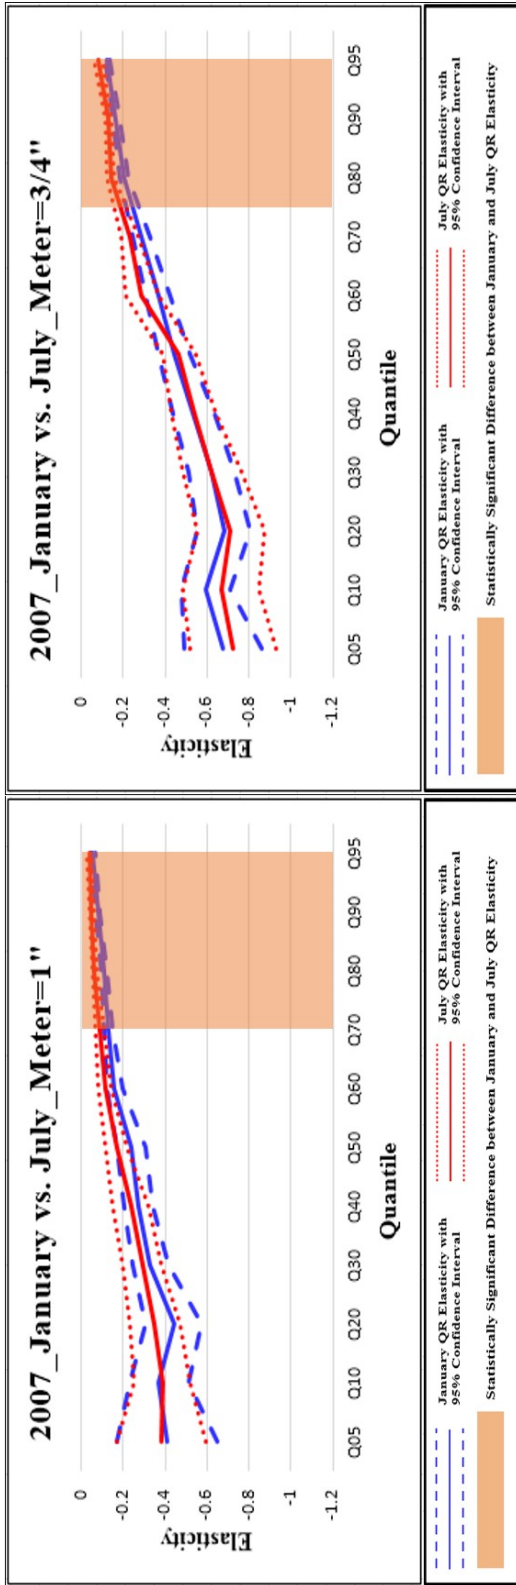 2007_January vs. July_Meter=1"
Elasticity
0
-0.2
-0.4
-0.6
-0.8
-1
-1.2
Q05 Q10 Q20 Q30 Q40 Q50 Q60 Q70 Q80 Q90 Q95
Quantile
January QR Elasticity with
95% Confidence Interval
July QR Elasticity with
95% Confidence Interval
Statistically Significant Difference between January and July QR Elasticity
2007_January vs. July_Meter=3/4"
Elasticity
0
-0.2
-0.4
-0.6
-0.8
-1
-1.2
Q05 Q10 Q20 Q30 Q40 Q50 Q60 Q70 Q80 Q90 Q95
Quantile
January QR Elasticity with
95% Confidence Interval
July QR Elasticity with
95% Confidence Interval
Statistically Significant Difference between January and July QR Elasticity